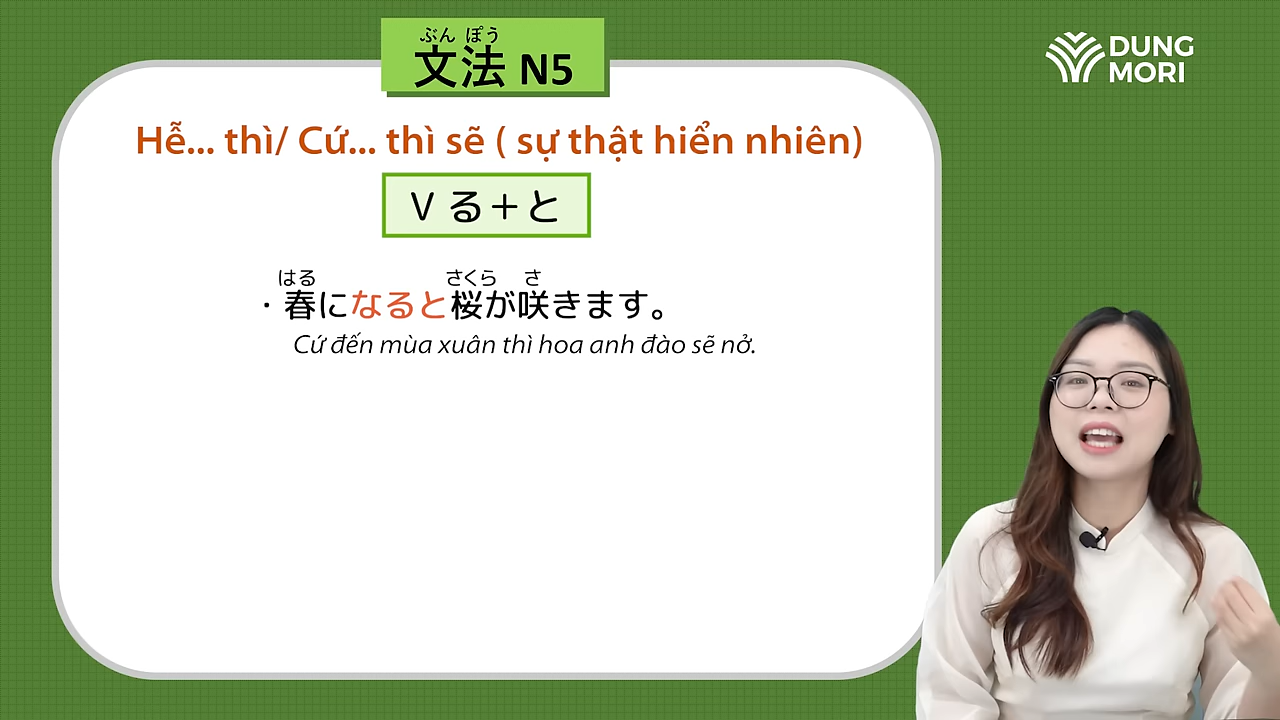 ぶん ぽう
文法 N5
DUNG
MORI
Hễ... thì/ Cứ... thì sẽ ( sự thật hiển nhiên)
V る＋と
はる さくら さ
・春になると桜が咲きます。
Cứ đến mùa xuân thì hoa anh đào sẽ nở.